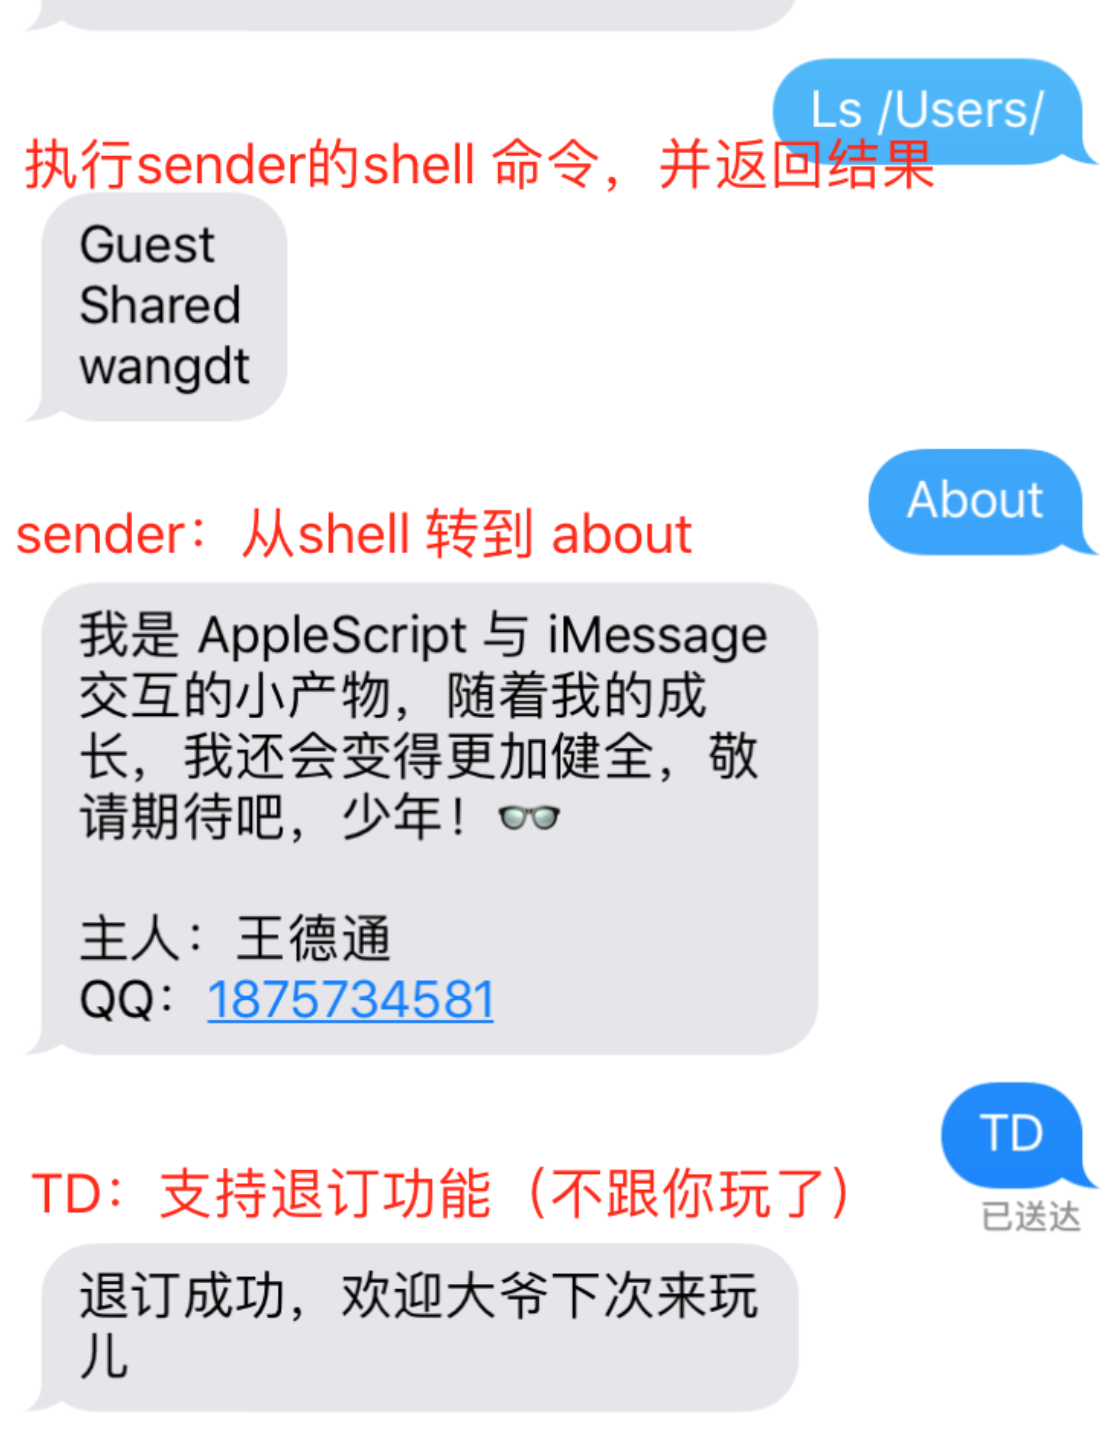 Ls /Users/
执行sender的shell 命令，并返回结果
Guest
Shared
wangdt
About
sender：从shell 转到 about
我是 AppleScript 与 iMessage
交互的小产物，随着我的成
长，我还会变得更加健全，敬
请期待吧，少年！👓
主人：王德通
QQ：1875734581
TD
已送达
TD：支持退订功能（不跟你玩了）
退订成功，欢迎大爷下次来玩
儿